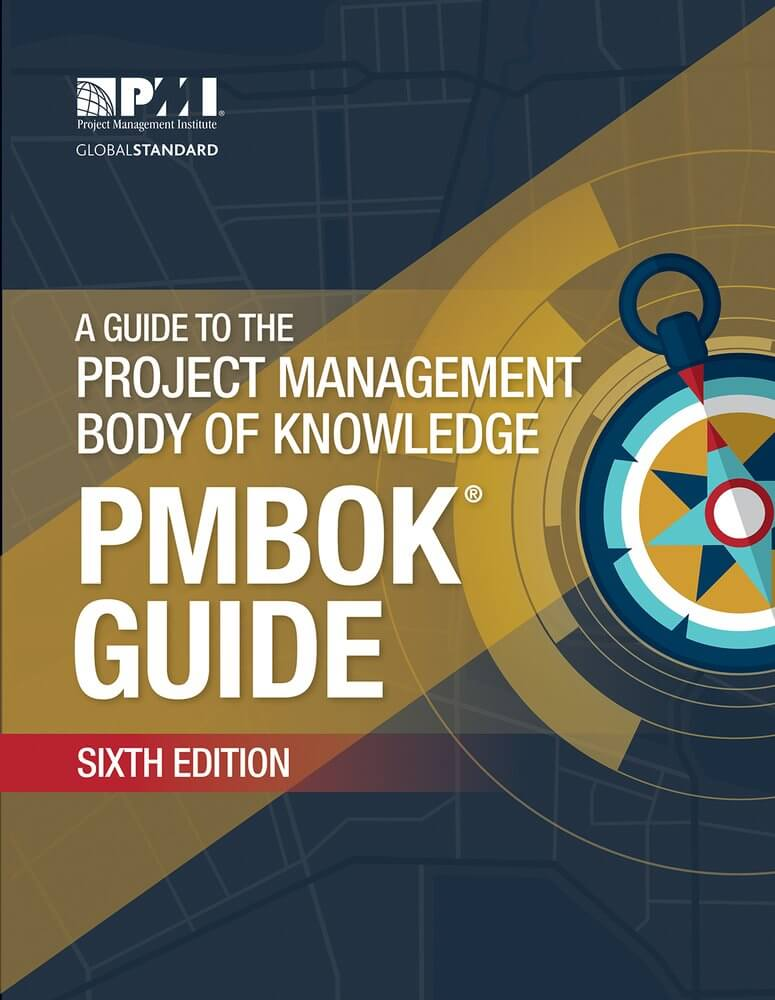 PMI®
Project Management Institute
GLOBALSTANDARD
A GUIDE TO THE
PROJECT MANAGEMENT
BODY OF KNOWLEDGE
PMBOK®
GUIDE
SIXTH EDITION